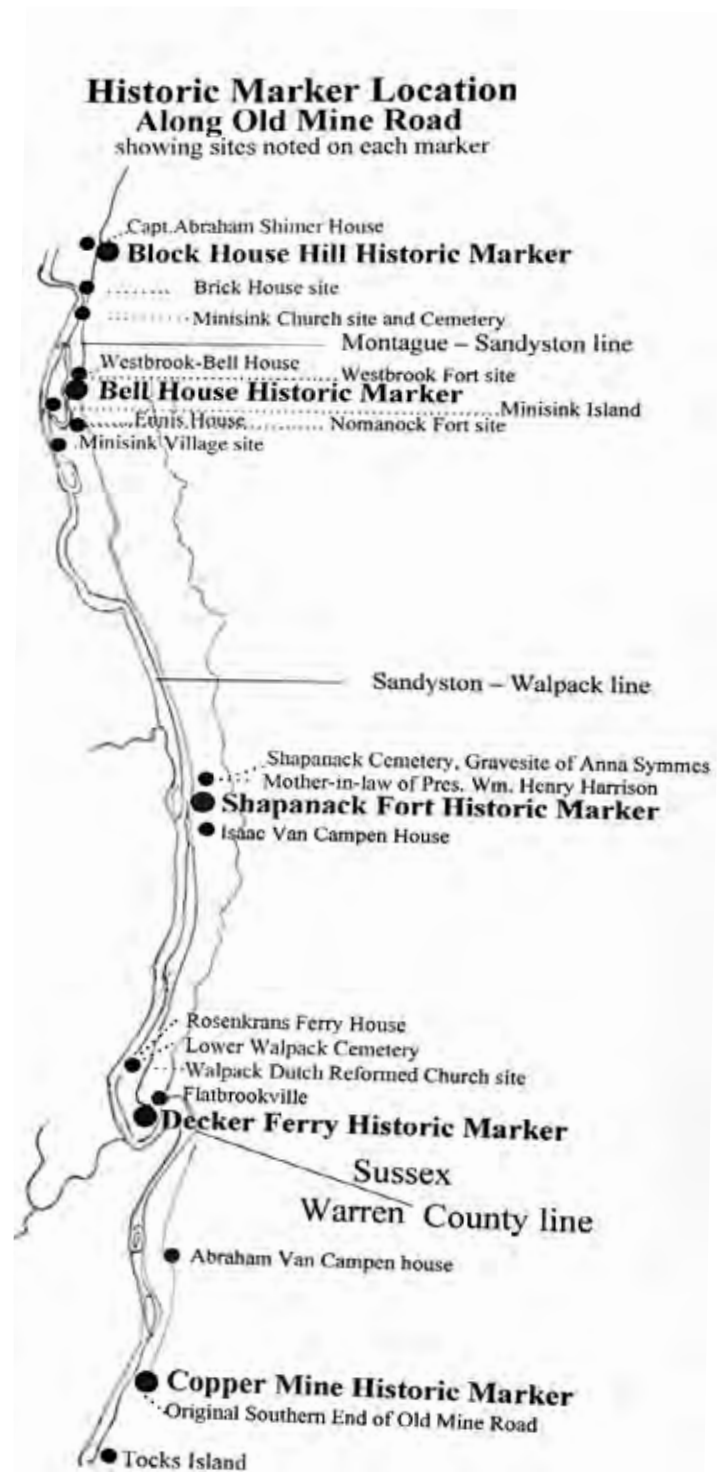 Historic Marker Location
Along Old Mine Road
showing sites noted on each marker
Capt. Abraham Shimer House
Block House Hill Historic Marker
Brick House site
Minisink Church site and Cemetery
Montague – Sandyston line
Westbrook-Bell House
Westbrook Fort site
Bell House Historic Marker
Minisink Island
Ennis House
Nomanock Fort site
Minisink Village site
Sandyston – Walpack line
Shapanack Cemetery, Gravesite of Anna Symmes
Mother-in-law of Pres. Wm. Henry Harrison
Shapanack Fort Historic Marker
Isaac Van Campen House
Rosenkrans Ferry House
Lower Walpack Cemetery
Walpack Dutch Reformed Church site
Flatbrookville
Decker Ferry Historic Marker
Sussex
Warren County line
Abraham Van Campen house
Copper Mine Historic Marker
Original Southern End of Old Mine Road
Tocks Island